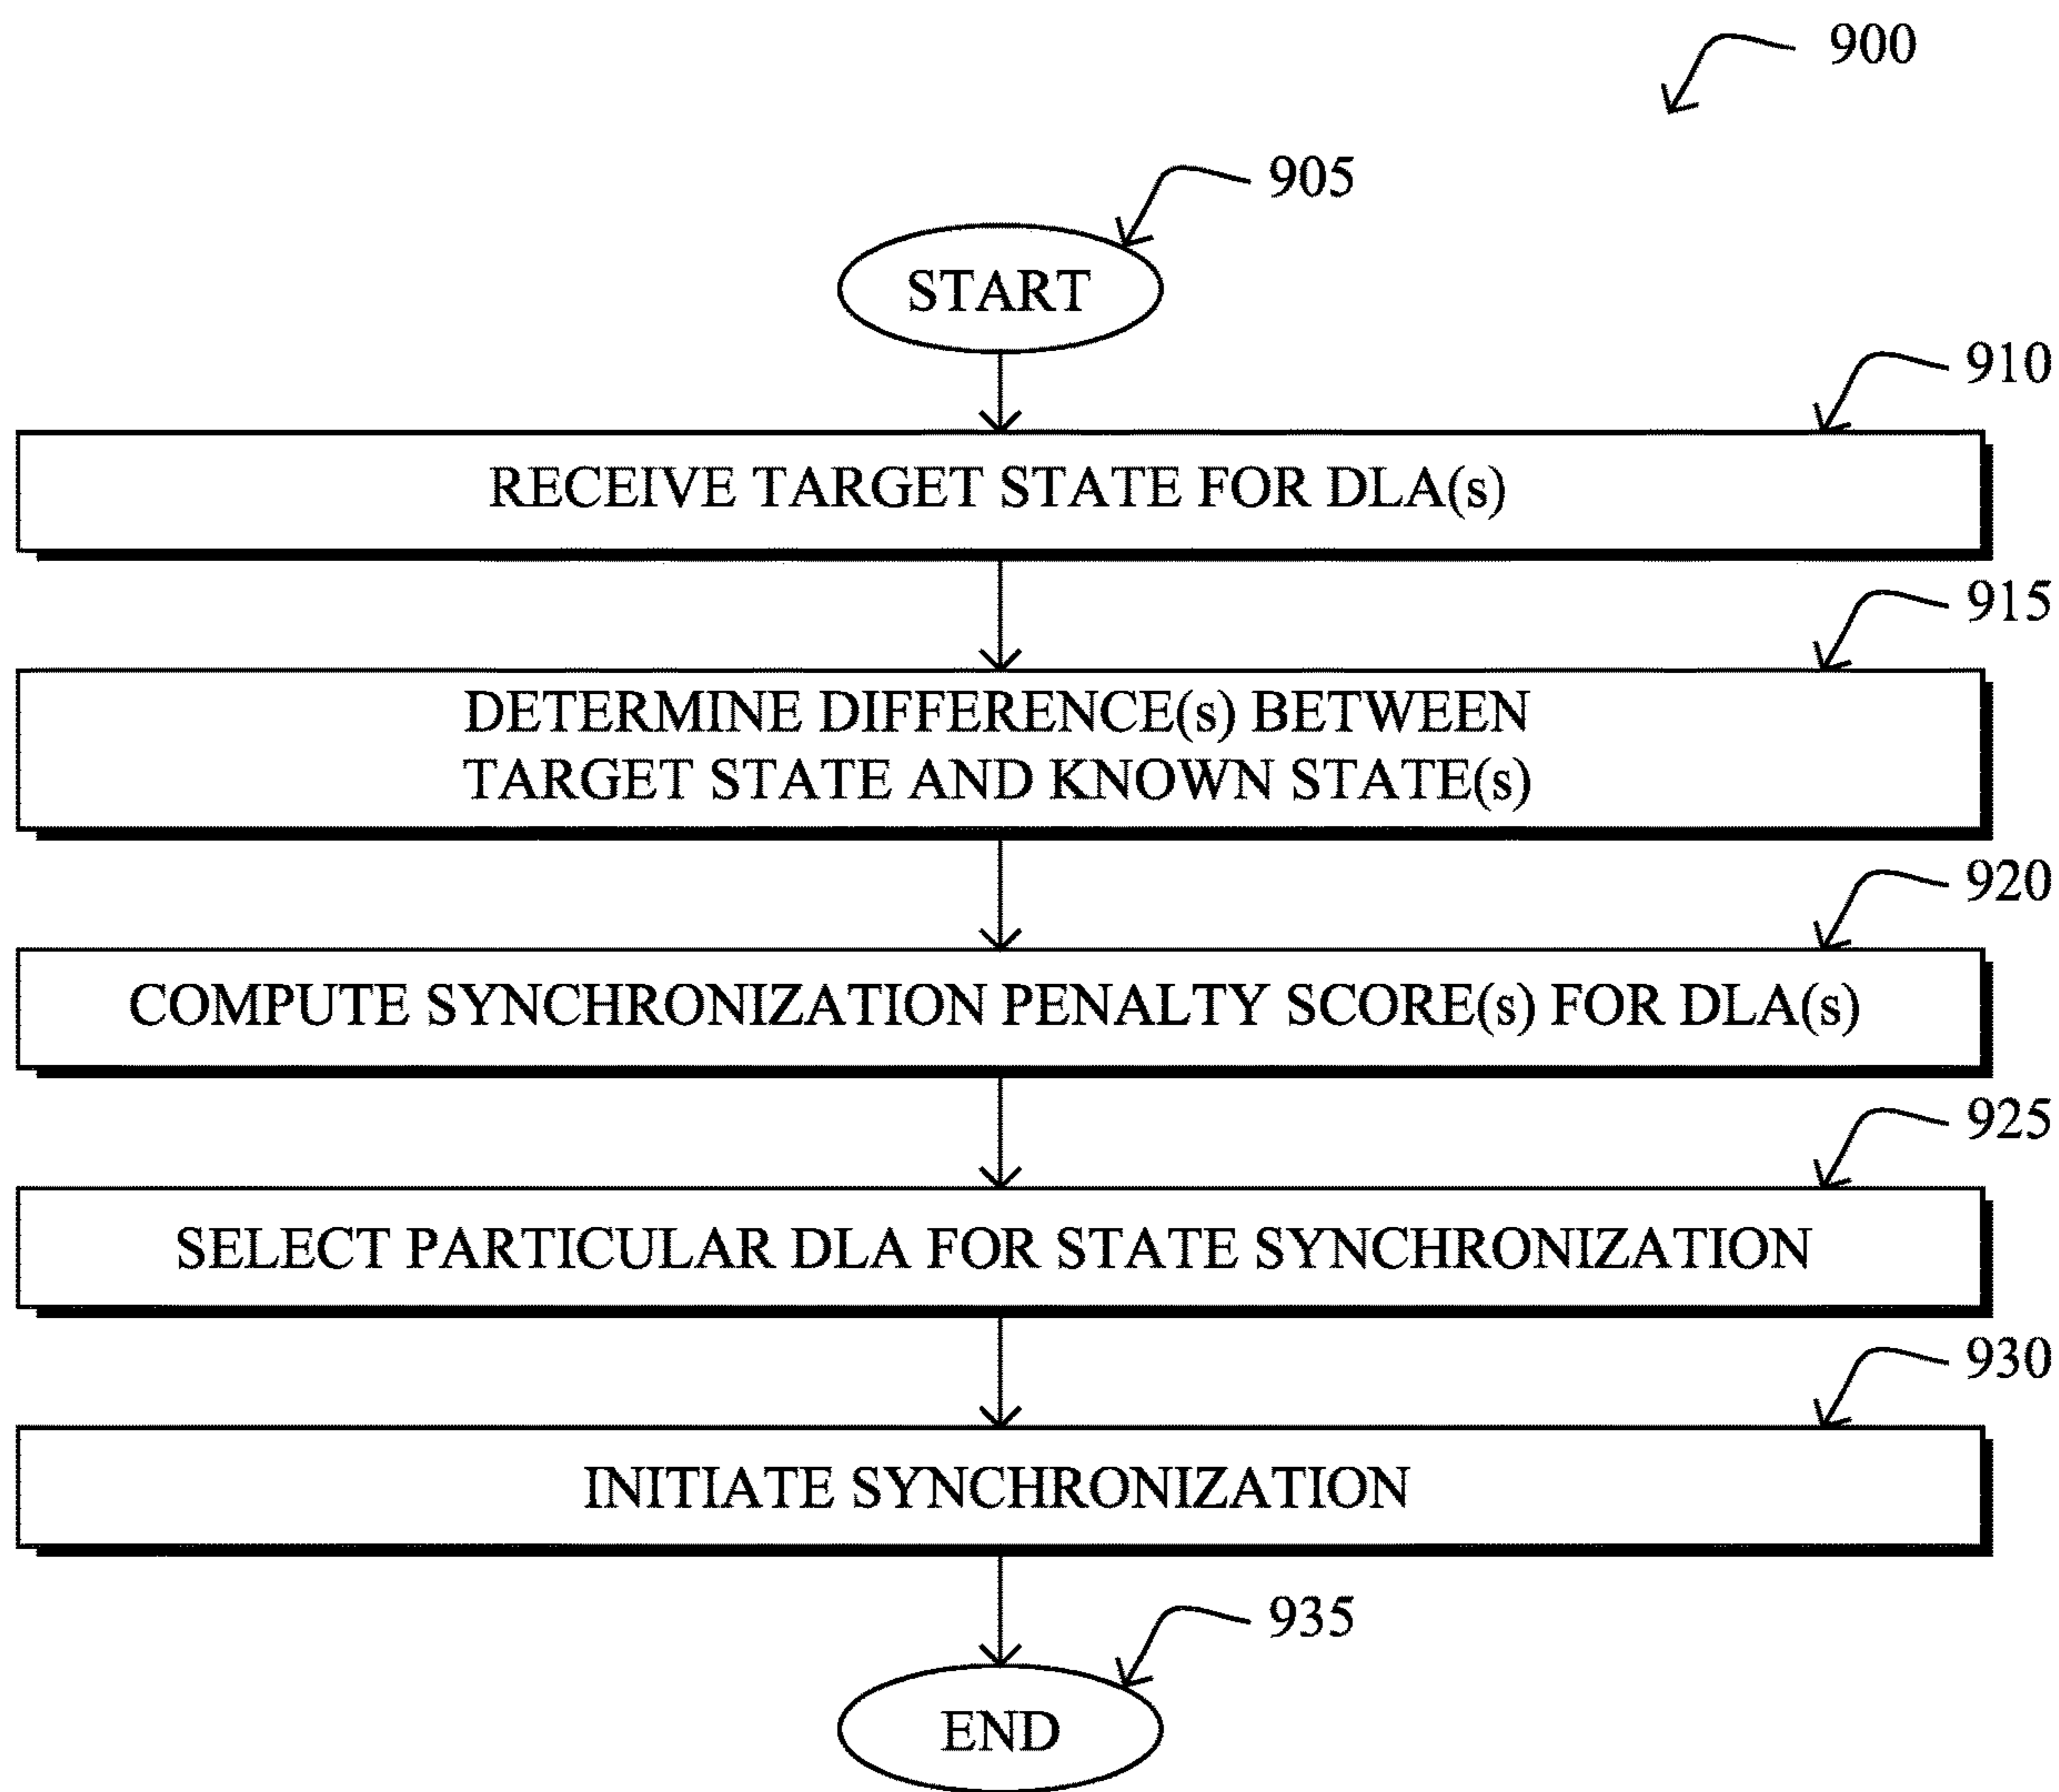 900
905
START
910
RECEIVE TARGET STATE FOR DLA(s)
915
DETERMINE DIFFERENCE(s) BETWEEN
TARGET STATE AND KNOWN STATE(s)
920
COMPUTE SYNCHRONIZATION PENALTY SCORE(s) FOR DLA(s)
925
SELECT PARTICULAR DLA FOR STATE SYNCHRONIZATION
930
INITIATE SYNCHRONIZATION
935
END